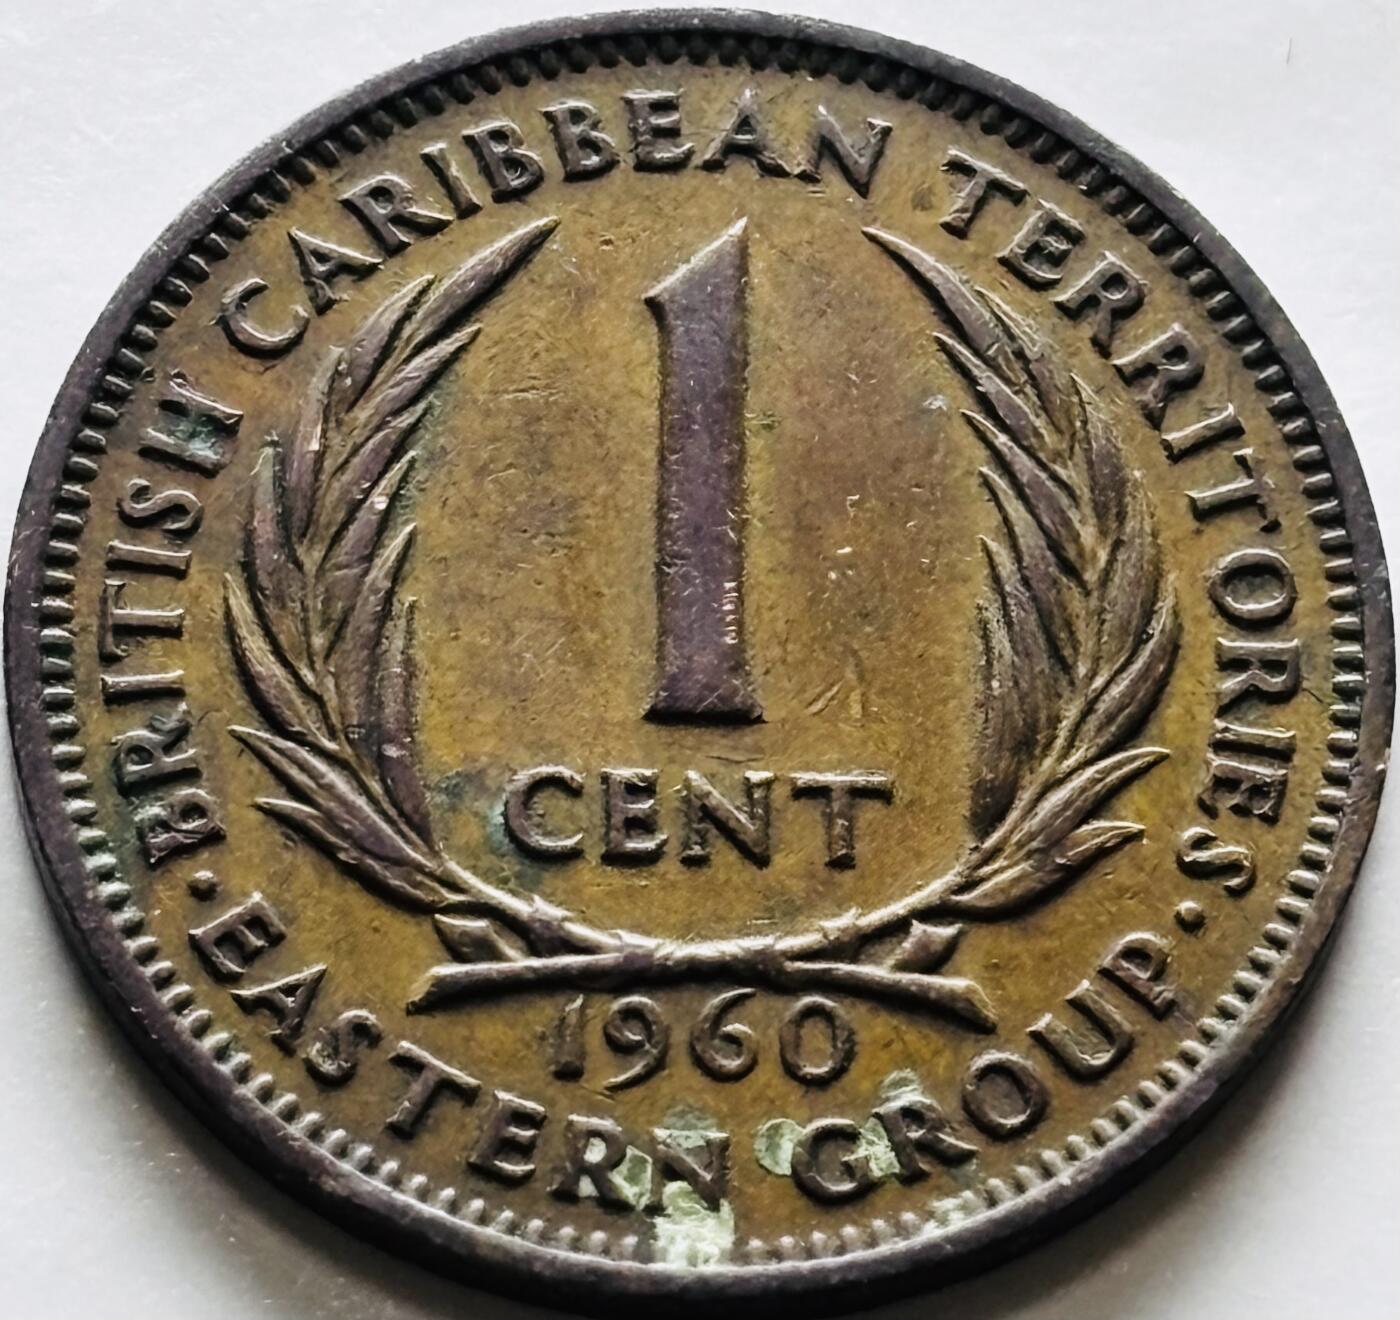 BRITISH CARIBBEAN TERRITORIES
1
CENT
1960
· EASTERN GROUP ·